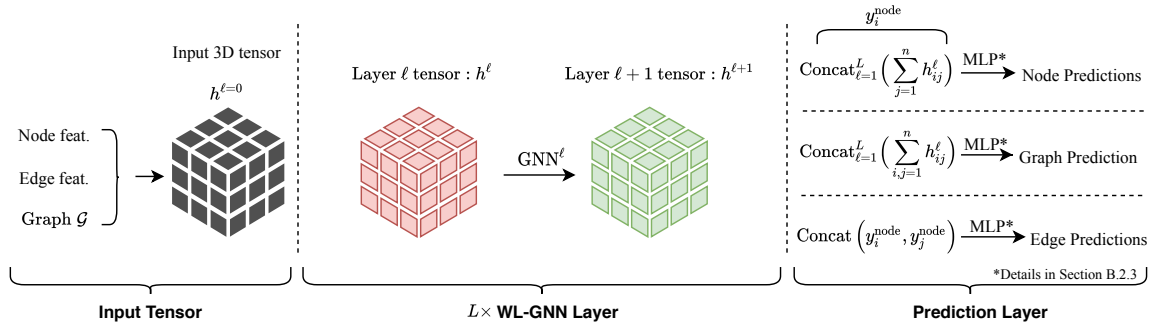 Input 3D tensor
h^{ℓ=0}
Node feat.
Edge feat.
Graph 𝒢
Input Tensor
Layer ℓ tensor : h^ℓ
Layer ℓ + 1 tensor : h^{ℓ+1}
GNN^ℓ
L× WL-GNN Layer
y_i^{node}
Concat_{ℓ=1}^{L} ( ∑_{j=1}^{n} h_{ij}^{ℓ} ) MLP* Node Predictions
Concat_{ℓ=1}^{L} ( ∑_{i,j=1}^{n} h_{ij}^{ℓ} ) MLP* Graph Prediction
Concat ( y_i^{node}, y_j^{node} ) MLP* Edge Predictions
*Details in Section B.2.3
Prediction Layer